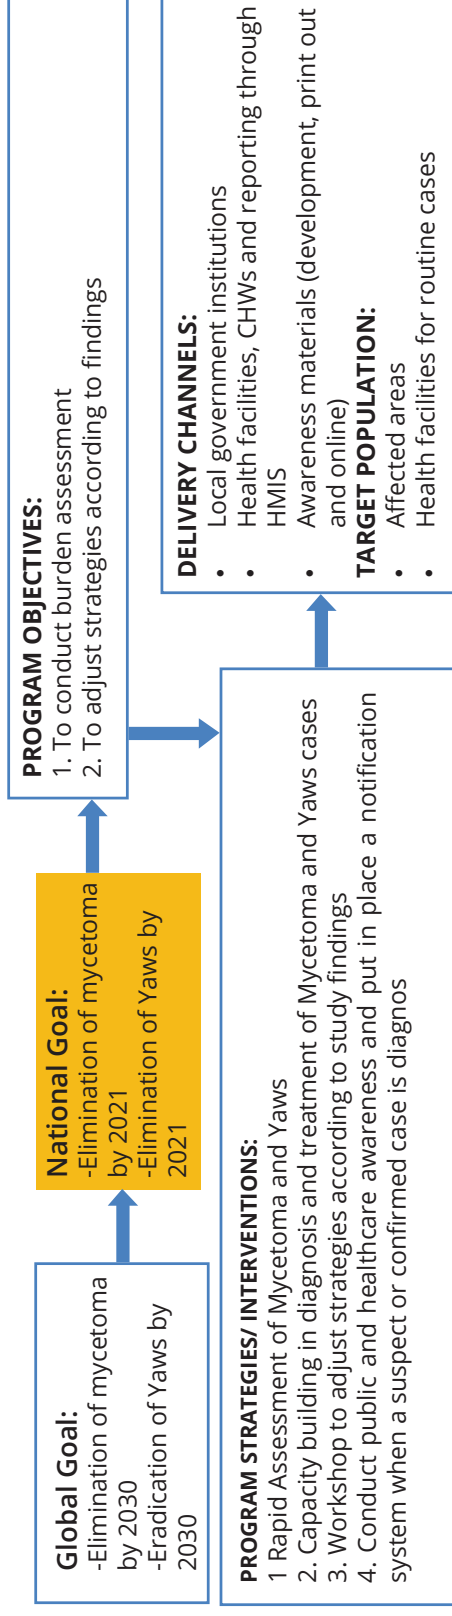 Global Goal:
-Elimination of mycetoma
by 2030
-Eradication of Yaws by
2030
National Goal:
-Elimination of mycetoma
by 2021
-Elimination of Yaws by
2021
PROGRAM OBJECTIVES:
1. To conduct burden assessment
2. To adjust strategies according to findings
PROGRAM STRATEGIES/ INTERVENTIONS:
1 Rapid Assessment of Mycetoma and Yaws
2. Capacity building in diagnosis and treatment of Mycetoma and Yaws cases
3. Workshop to adjust strategies according to study findings
4. Conduct public and healthcare awareness and put in place a notification
system when a suspect or confirmed case is diagnos
DELIVERY CHANNELS:
• Local government institutions
• Health facilities, CHWs and reporting through
HMIS
• Awareness materials (development, print out
and online)
TARGET POPULATION:
• Affected areas
• Health facilities for routine cases